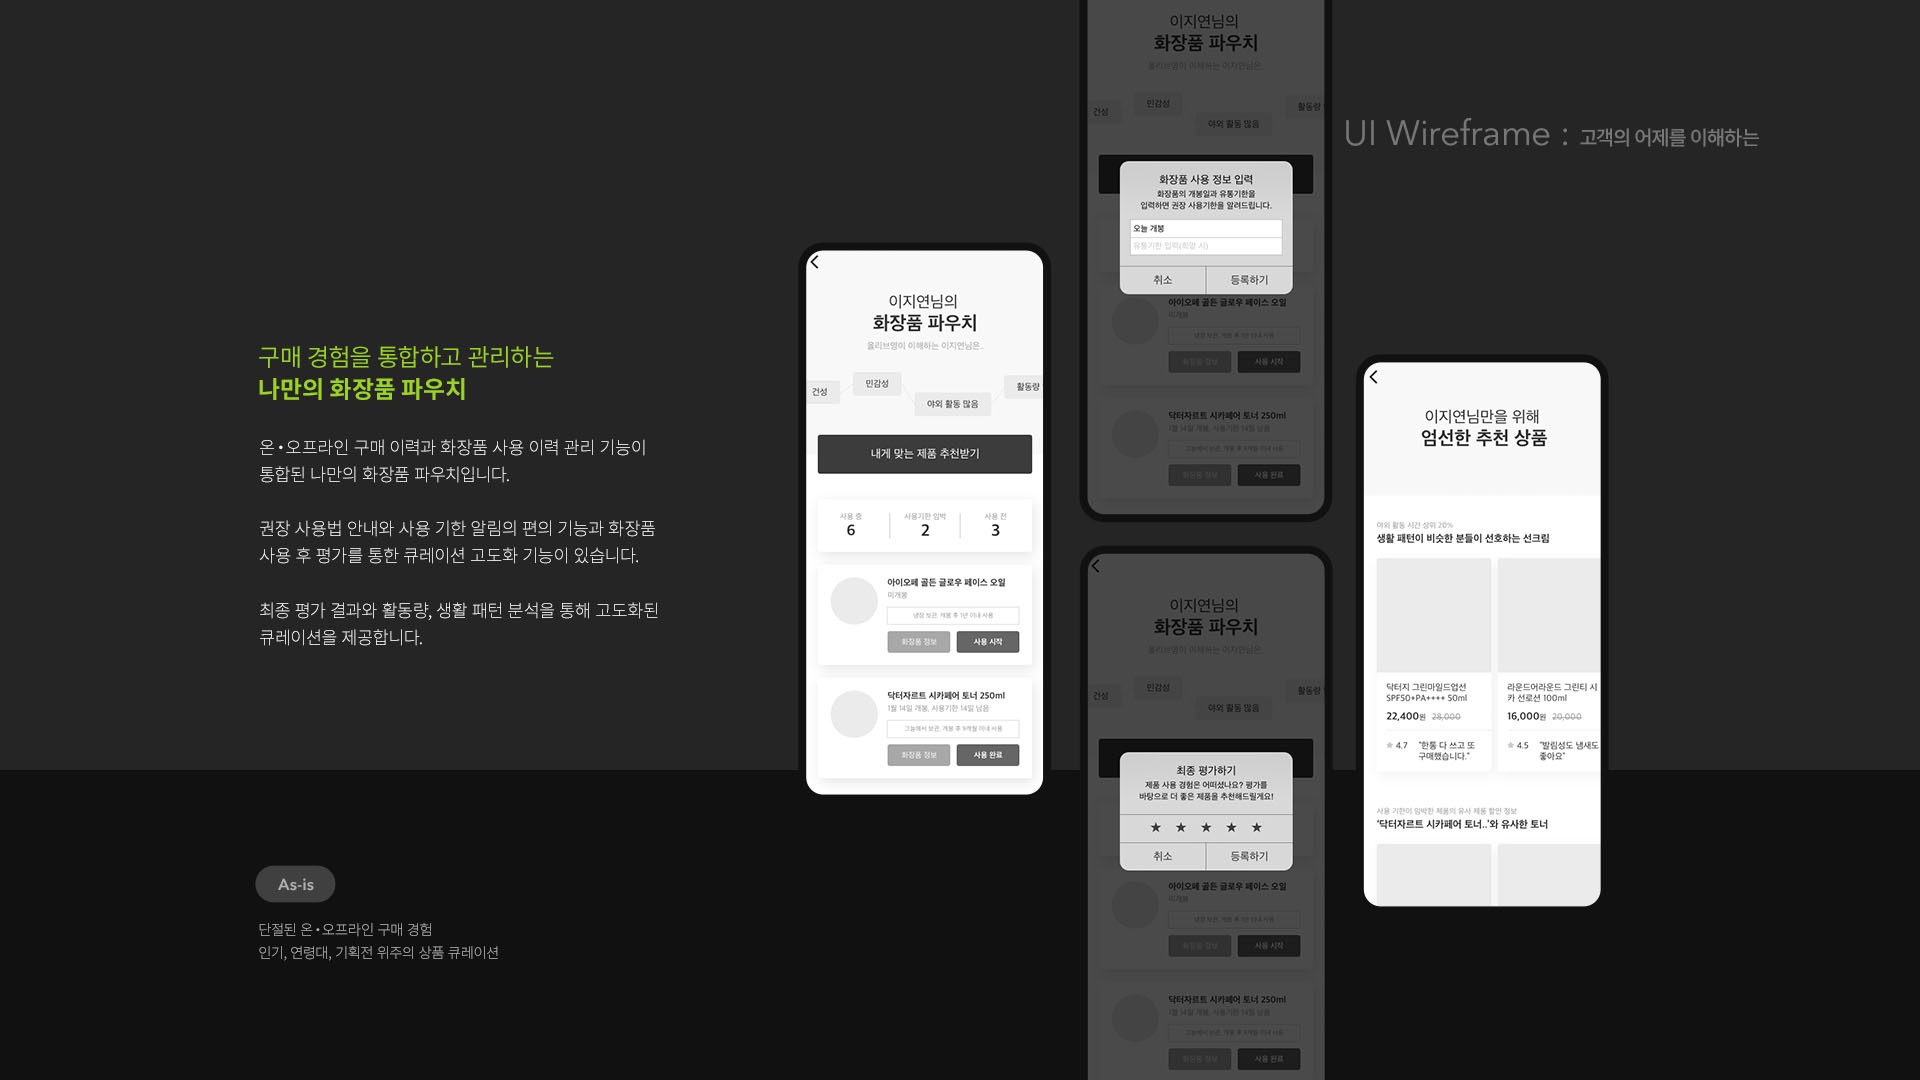 UI Wireframe : 고객의 어제를 이해하는
구매 경험을 통합하고 관리하는
나만의 화장품 파우치
온•오프라인 구매 이력과 화장품 사용 이력 관리 기능이
통합된 나만의 화장품 파우치입니다.
권장 사용법 안내와 사용 기한 알림의 편의 기능과 화장품
사용 후 평가를 통한 큐레이션 고도화 기능이 있습니다.
최종 평가 결과와 활동량, 생활 패턴 분석을 통해 고도화된
큐레이션을 제공합니다.
As-is
단절된 온•오프라인 구매 경험
인기, 연령대, 기획전 위주의 상품 큐레이션
이지연님의
화장품 파우치
올리브영이 이해하는 이지연님은..
건성
민감성
야외 활동 많음
활동량
내게 맞는 제품 추천받기
사용 중
6
사용기한 임박
2
사용 전
3
아이오페 골든 글로우 페이스 오일
미개봉
냉장 보관, 개봉 후 1년 이내 사용
화장품 정보
사용 시작
닥터자르트 시카페어 토너 250ml
1월 14일 개봉, 사용기한 14일 남음
그늘에서 보관, 개봉 후 9개월 이내 사용
화장품 정보
사용 완료
이지연님의
화장품 파우치
올리브영이 이해하는 이지연님은
건성
민감성
야외 활동 많음
활동량
화장품 사용 정보 입력
화장품의 개봉일과 유통기한을
입력하면 권장 사용기한을 알려드립니다.
오늘 개봉
유통기한 입력(희망 시)
취소
등록하기
아이오페 골든 글로우 페이스 오일
미개봉
냉장 보관, 개봉 후 1년 이내 사용
화장품 정보
사용 시작
닥터자르트 시카페어 토너 250ml
1월 14일 개봉, 사용기한 14일 남음
그늘에서 보관, 개봉 후 9개월 이내 사용
화장품 정보
사용 완료
이지연님의
화장품 파우치
올리브영이 이해하는 이지연님은
건성
민감성
야외 활동 많음
활동량
최종 평가하기
제품 사용 경험은 어떠셨나요? 평가를
바탕으로 더 좋은 제품을 추천해드릴게요!
★ ★ ★ ★ ★
취소
등록하기
아이오페 골든 글로우 페이스 오일
미개봉
냉장 보관, 개봉 후 1년 이내 사용
화장품 정보
사용 시작
닥터자르트 시카페어 토너 250ml
1월 14일 개봉, 사용기한 14일 남음
그늘에서 보관, 개봉 후 9개월 이내 사용
화장품 정보
사용 완료
이지연님만을 위해
엄선한 추천 상품
야외 활동 시간 상위 20%
생활 패턴이 비슷한 분들이 선호하는 선크림
닥터지 그린마일드업선
SPF50+PA++++ 50ml
22,400원 28,000
★ 4.7 "한통 다 쓰고 또
구매했습니다."
라운드어라운드 그린티 시
카 선로션 100ml
16,000원 20,000
★ 4.5 "발림성도 냄새도
좋아요"
사용 기한이 임박한 제품의 유사 제품 할인 정보
'닥터자르트 시카페어 토너..'와 유사한 토너